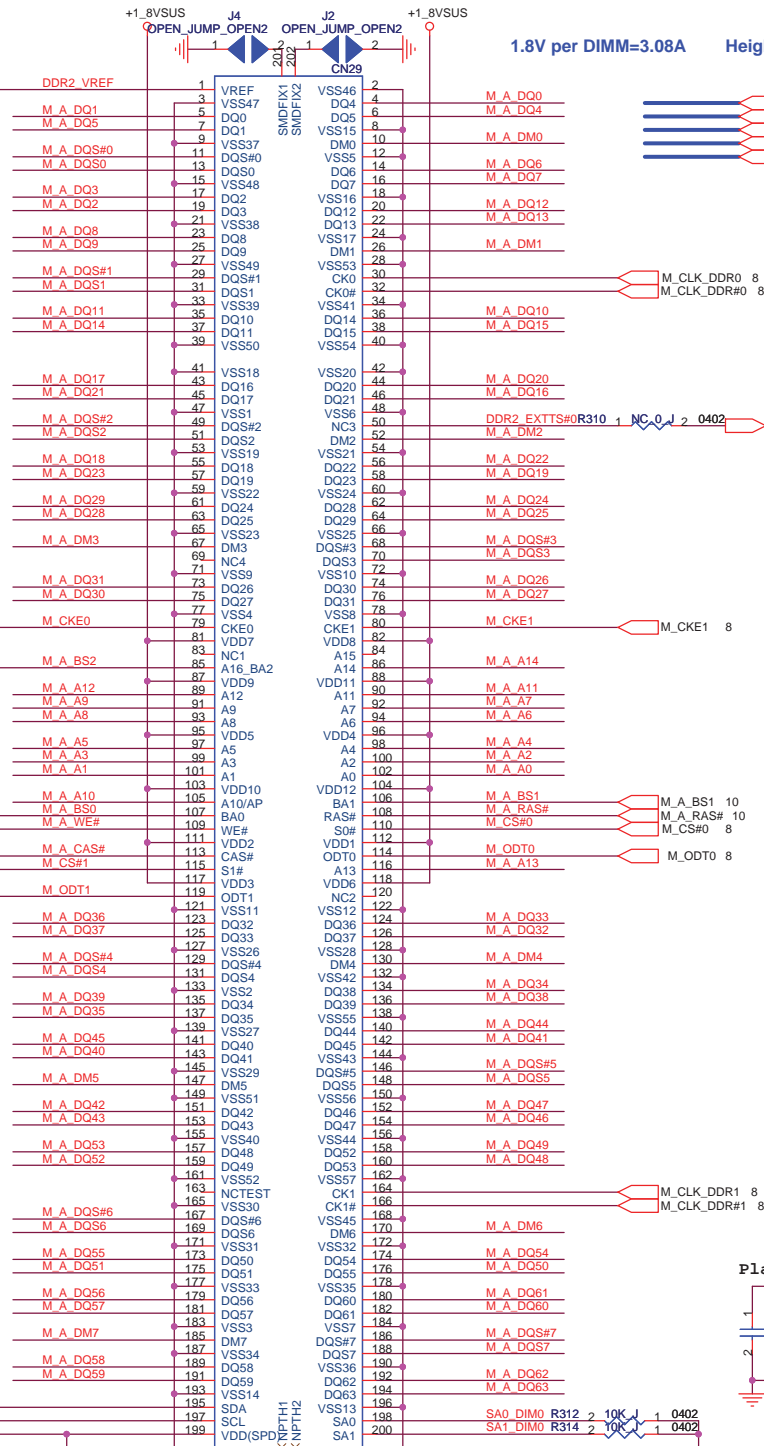 +1_8VSUS J4 J2 +1_8VSUS
OPEN_JUMP_OPEN2 OPEN_JUMP_OPEN2
1 2 1 2
201 202
CN29
1.8V per DIMM=3.08A Heig
SMDFIX1 SMDFIX2
DDR2_VREF 1 VREF VSS46 2
3 VSS47 DQ4 4 M_A_DQ0
M_A_DQ1 5 DQ0 DQ5 6 M_A_DQ4
M_A_DQ5 7 DQ1 VSS15 8
9 VSS37 DM0 10 M_A_DM0
M_A_DQS#0 11 DQS#0 VSS5 12
M_A_DQS0 13 DQS0 DQ6 14 M_A_DQ6
15 VSS48 DQ7 16 M_A_DQ7
M_A_DQ3 17 DQ2 VSS16 18
M_A_DQ2 19 DQ3 DQ12 20 M_A_DQ12
21 VSS38 DQ13 22 M_A_DQ13
M_A_DQ8 23 DQ8 VSS17 24
M_A_DQ9 25 DQ9 DM1 26 M_A_DM1
27 VSS49 VSS53 28
M_A_DQS#1 29 DQS#1 CK0 30 M_CLK_DDR0 8
M_A_DQS1 31 DQS1 CK0# 32 M_CLK_DDR#0 8
33 VSS39 VSS41 34
M_A_DQ11 35 DQ10 DQ14 36 M_A_DQ10
M_A_DQ14 37 DQ11 DQ15 38 M_A_DQ15
39 VSS50 VSS54 40
41 VSS18 VSS20 42
M_A_DQ17 43 DQ16 DQ20 44 M_A_DQ20
M_A_DQ21 45 DQ17 DQ21 46 M_A_DQ16
47 VSS1 VSS6 48
M_A_DQS#2 49 DQS#2 NC3 50 DDR2_EXTTS#0 R310 1 NC_0_J 2 0402
M_A_DQS2 51 DQS2 DM2 52 M_A_DM2
53 VSS19 VSS21 54
M_A_DQ18 55 DQ18 DQ22 56 M_A_DQ22
M_A_DQ23 57 DQ19 DQ23 58 M_A_DQ19
59 VSS22 VSS24 60
M_A_DQ29 61 DQ24 DQ28 62 M_A_DQ24
M_A_DQ28 63 DQ25 DQ29 64 M_A_DQ25
65 VSS23 VSS25 66
M_A_DM3 67 DM3 DQS#3 68 M_A_DQS#3
69 NC4 DQS3 70 M_A_DQS3
71 VSS9 VSS10 72
M_A_DQ31 73 DQ26 DQ30 74 M_A_DQ26
M_A_DQ30 75 DQ27 DQ31 76 M_A_DQ27
77 VSS4 VSS8 78
M_CKE0 79 CKE0 CKE1 80 M_CKE1 M_CKE1 8
81 VDD7 VDD8 82
83 NC1 A15 84
M_A_BS2 85 A16_BA2 A14 86 M_A_A14
87 VDD9 VDD11 88
M_A_A12 89 A12 A11 90 M_A_A11
M_A_A9 91 A9 A7 92 M_A_A7
M_A_A8 93 A8 A6 94 M_A_A6
95 VDD5 VDD4 96
M_A_A5 97 A5 A4 98 M_A_A4
M_A_A3 99 A3 A2 100 M_A_A2
M_A_A1 101 A1 A0 102 M_A_A0
103 VDD10 VDD12 104
M_A_A10 105 A10/AP BA1 106 M_A_BS1 M_A_BS1 10
M_A_BS0 107 BA0 RAS# 108 M_A_RAS# M_A_RAS# 10
M_A_WE# 109 WE# S0# 110 M_CS#0 M_CS#0 8
111 VDD2 VDD1 112
M_A_CAS# 113 CAS# ODT0 114 M_ODT0 M_ODT0 8
M_CS#1 115 S1# A13 116 M_A_A13
117 VDD3 VDD6 118
M_ODT1 119 ODT1 NC2 120
121 VSS11 VSS12 122
M_A_DQ36 123 DQ32 DQ36 124 M_A_DQ33
M_A_DQ37 125 DQ33 DQ37 126 M_A_DQ32
127 VSS26 VSS28 128
M_A_DQS#4 129 DQS#4 DM4 130 M_A_DM4
M_A_DQS4 131 DQS4 VSS42 132
133 VSS2 DQ38 134 M_A_DQ34
M_A_DQ39 135 DQ34 DQ39 136 M_A_DQ38
M_A_DQ35 137 DQ35 VSS55 138
139 VSS27 DQ44 140 M_A_DQ44
M_A_DQ45 141 DQ40 DQ45 142 M_A_DQ41
M_A_DQ40 143 DQ41 VSS43 144
145 VSS29 DQS#5 146 M_A_DQS#5
M_A_DM5 147 DM5 DQS5 148 M_A_DQS5
149 VSS51 VSS56 150
M_A_DQ42 151 DQ42 DQ46 152 M_A_DQ47
M_A_DQ43 153 DQ43 DQ47 154 M_A_DQ46
155 VSS40 VSS44 156
M_A_DQ53 157 DQ48 DQ52 158 M_A_DQ49
M_A_DQ52 159 DQ49 DQ53 160 M_A_DQ48
161 VSS52 VSS57 162
163 NCTEST CK1 164 M_CLK_DDR1 8
165 VSS30 CK1# 166 M_CLK_DDR#1 8
M_A_DQS#6 167 DQS#6 VSS45 168
M_A_DQS6 169 DQS6 DM6 170 M_A_DM6
171 VSS31 VSS32 172
M_A_DQ55 173 DQ50 DQ54 174 M_A_DQ54
M_A_DQ51 175 DQ51 DQ55 176 M_A_DQ50
177 VSS33 VSS35 178
M_A_DQ56 179 DQ56 DQ60 180 M_A_DQ61
M_A_DQ57 181 DQ57 DQ61 182 M_A_DQ60
183 VSS3 VSS7 184
M_A_DM7 185 DM7 DQS#7 186 M_A_DQS#7
187 VSS34 DQS7 188 M_A_DQS7
M_A_DQ58 189 DQ58 VSS36 190
M_A_DQ59 191 DQ59 DQ62 192 M_A_DQ62
193 VSS14 DQ63 194 M_A_DQ63
195 SDA VSS13 196
197 SCL SA0 198 SA0_DIM0 R312 2 10K_J 1 0402
199 VDD(SPD) SA1 200 SA1_DIM0 R314 2 10K_J 1 0402
NPTH1 NPTH2
Pla
1
2